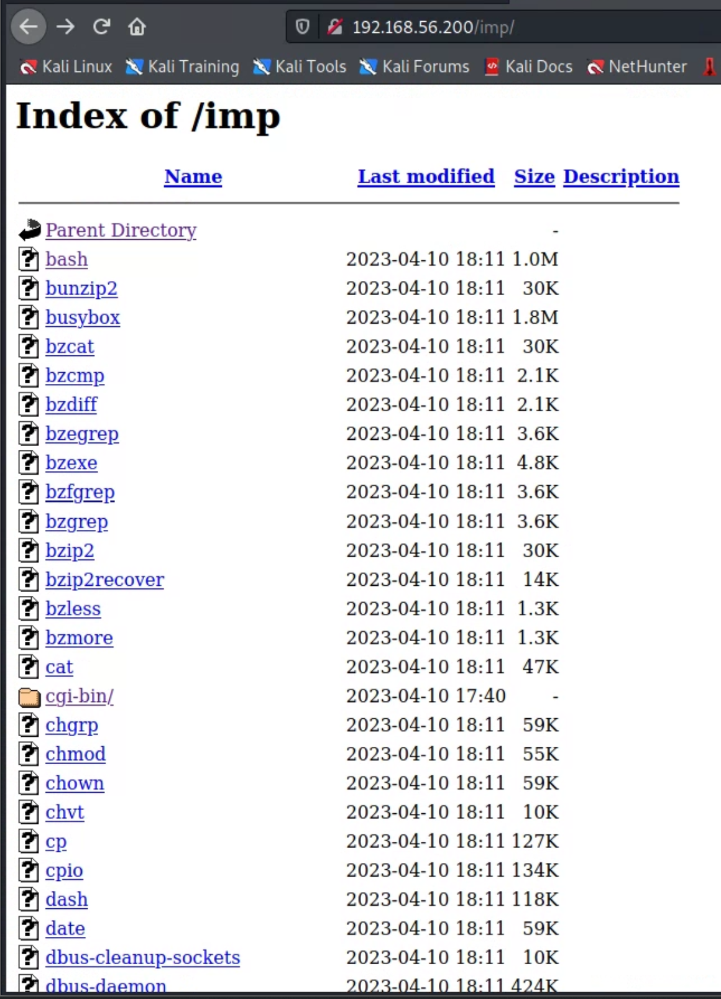 192.168.56.200/imp/
Kali Linux Kali Training Kali Tools Kali Forums Kali Docs NetHunter
Index of /imp
Name Last modified Size Description
Parent Directory -
bash 2023-04-10 18:11 1.0M
bunzip2 2023-04-10 18:11 30K
busybox 2023-04-10 18:11 1.8M
bzcat 2023-04-10 18:11 30K
bzcmp 2023-04-10 18:11 2.1K
bzdiff 2023-04-10 18:11 2.1K
bzegrep 2023-04-10 18:11 3.6K
bzexe 2023-04-10 18:11 4.8K
bzfgrep 2023-04-10 18:11 3.6K
bzgrep 2023-04-10 18:11 3.6K
bzip2 2023-04-10 18:11 30K
bzip2recover 2023-04-10 18:11 14K
bzless 2023-04-10 18:11 1.3K
bzmore 2023-04-10 18:11 1.3K
cat 2023-04-10 18:11 47K
cgi-bin/ 2023-04-10 17:40 -
chgrp 2023-04-10 18:11 59K
chmod 2023-04-10 18:11 55K
chown 2023-04-10 18:11 59K
chvt 2023-04-10 18:11 10K
cp 2023-04-10 18:11 127K
cpio 2023-04-10 18:11 134K
dash 2023-04-10 18:11 118K
date 2023-04-10 18:11 59K
dbus-cleanup-sockets 2023-04-10 18:11 10K
dbus-daemon 2023-04-10 18:11 424K